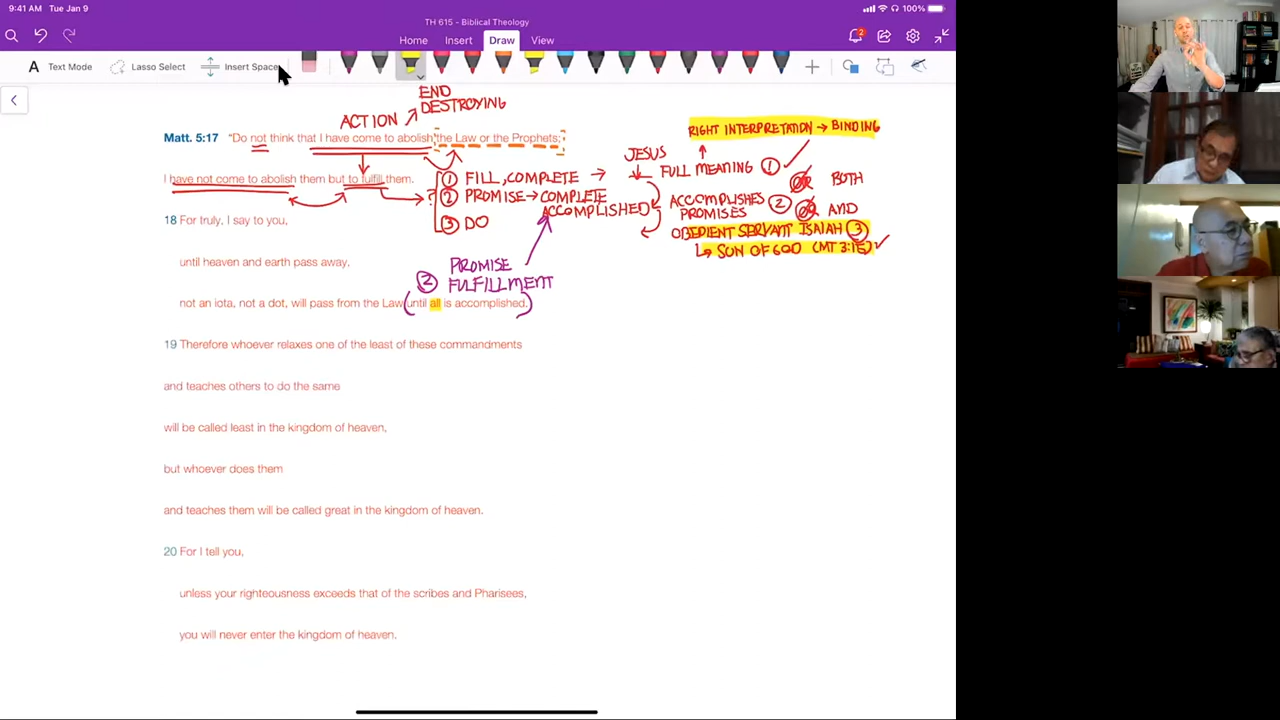 9:41 AM Tue Jan 9
100%
TH 615 - Biblical Theology
Home Insert Draw View
2
A Text Mode Lasso Select Insert Space
END
DESTROYING
ACTION
Matt. 5:17 "Do not think that I have come to abolish the Law or the Prophets;
RIGHT INTERPRETATION → BINDING
JESUS
I have not come to abolish them but to fulfill them.
?
1 FILL, COMPLETE →
FULL MEANING 1
2 PROMISE → COMPLETE
ACCOMPLISHED
3 DO
ACCOMPLISHES 2
PROMISES
OR BOTH
OR AND
OBEDIENT SERVANT ISAIAH 3
↳ SON OF GOD (MT 3:15) ✓
18 For truly, I say to you,
until heaven and earth pass away,
2 PROMISE
FULFILLMENT
not an iota, not a dot, will pass from the Law (until all is accomplished.)
19 Therefore whoever relaxes one of the least of these commandments
and teaches others to do the same
will be called least in the kingdom of heaven,
but whoever does them
and teaches them will be called great in the kingdom of heaven.
20 For I tell you,
unless your righteousness exceeds that of the scribes and Pharisees,
you will never enter the kingdom of heaven.